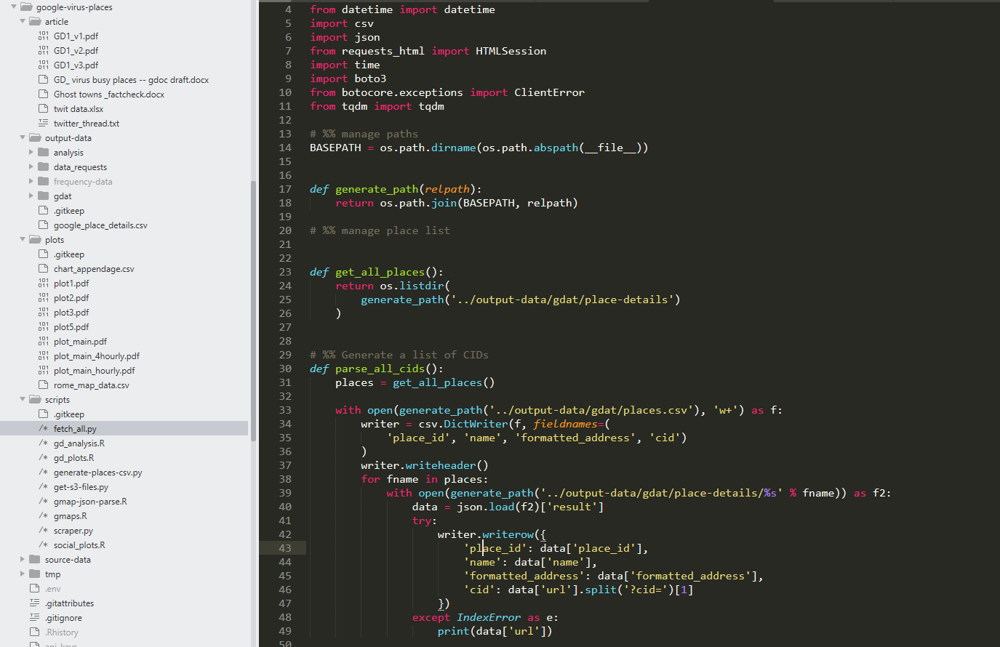 google-virus-places
article
GD1_v1.pdf
GD1_v2.pdf
GD1_v3.pdf
GD_ virus busy places -- gdoc draft.docx
Ghost towns _factcheck.docx
twit data.xlsx
twitter_thread.txt
output-data
analysis
data_requests
frequency-data
gdat
.gitkeep
google_place_details.csv
plots
.gitkeep
chart_appendage.csv
plot1.pdf
plot2.pdf
plot3.pdf
plot5.pdf
plot_main.pdf
plot_main_4hourly.pdf
plot_main_hourly.pdf
rome_map_data.csv
scripts
.gitkeep
fetch_all.py
gd_analysis.R
gd_plots.R
generate-places-csv.py
get-s3-files.py
gmap-json-parse.R
gmaps.R
scraper.py
social_plots.R
source-data
tmp
.env
.gitattributes
.gitignore
.Rhistory
api_keys
4 from datetime import datetime
5 import csv
6 import json
7 from requests_html import HTMLSession
8 import time
9 import boto3
10 from botocore.exceptions import ClientError
11 from tqdm import tqdm
12
13 # %% manage paths
14 BASEPATH = os.path.dirname(os.path.abspath(__file__))
15
16
17 def generate_path(relpath):
18     return os.path.join(BASEPATH, relpath)
19
20 # %% manage place list
21
22
23 def get_all_places():
24     return os.listdir(
25         generate_path('../output-data/gdat/place-details')
26     )
27
28
29 # %% Generate a list of CIDs
30 def parse_all_cids():
31     places = get_all_places()
32
33     with open(generate_path('../output-data/gdat/places.csv'), 'w+') as f:
34         writer = csv.DictWriter(f, fieldnames=(
35             'place_id', 'name', 'formatted_address', 'cid')
36         )
37         writer.writeheader()
38         for fname in places:
39             with open(generate_path('../output-data/gdat/place-details/%s' % fname)) as f2:
40                 data = json.load(f2)['result']
41                 try:
42                     writer.writerow({
43                         'place_id': data['place_id'],
44                         'name': data['name'],
45                         'formatted_address': data['formatted_address'],
46                         'cid': data['url'].split('?cid=')[1]
47                     })
48                 except IndexError as e:
49                     print(data['url'])
50